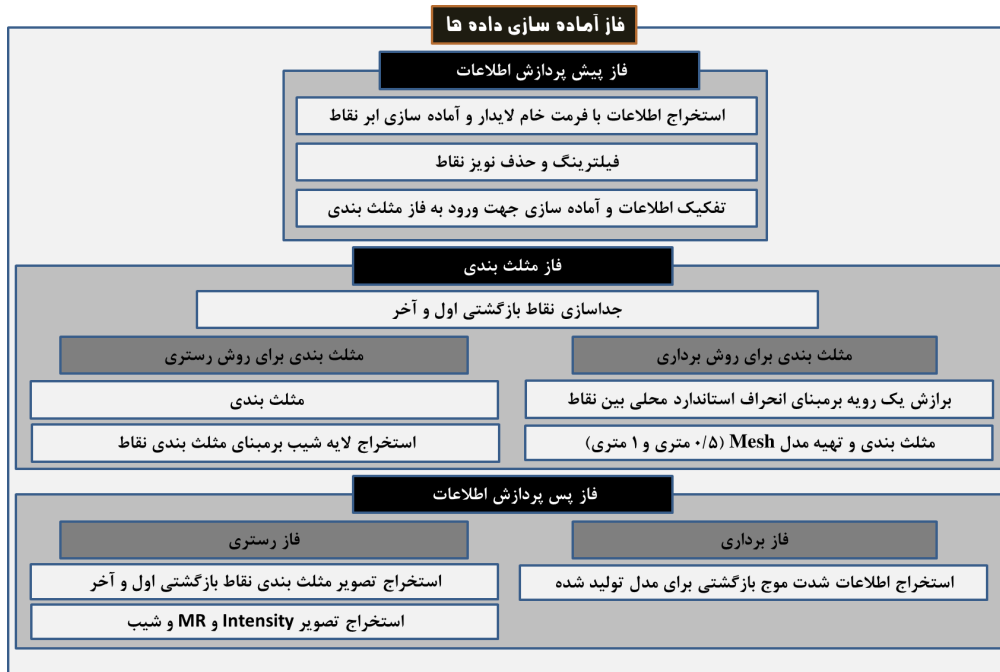 فاز آماده سازی داده ها
فاز پیش پردازش اطلاعات
استخراج اطلاعات با فرمت خام لایدار و آماده سازی ابر نقاط
فیلترینگ و حذف نویز نقاط
تفکیک اطلاعات و آماده سازی جهت ورود به فاز مثلث بندی
فاز مثلث بندی
جداسازی نقاط بازگشتی اول و آخر
مثلث بندی برای روش برداری
برازش یک رویه برمبنای انحراف استاندارد محلی بین نقاط
مثلث بندی و تهیه مدل Mesh (۰/۵ متری و ۱ متری)
مثلث بندی برای روش رستری
مثلث بندی
استخراج لایه شیب برمبنای مثلث بندی نقاط
فاز پس پردازش اطلاعات
فاز برداری
استخراج اطلاعات شدت موج بازگشتی برای مدل تولید شده
فاز رستری
استخراج تصویر مثلث بندی نقاط بازگشتی اول و آخر
استخراج تصویر Intensity و MR و شیب